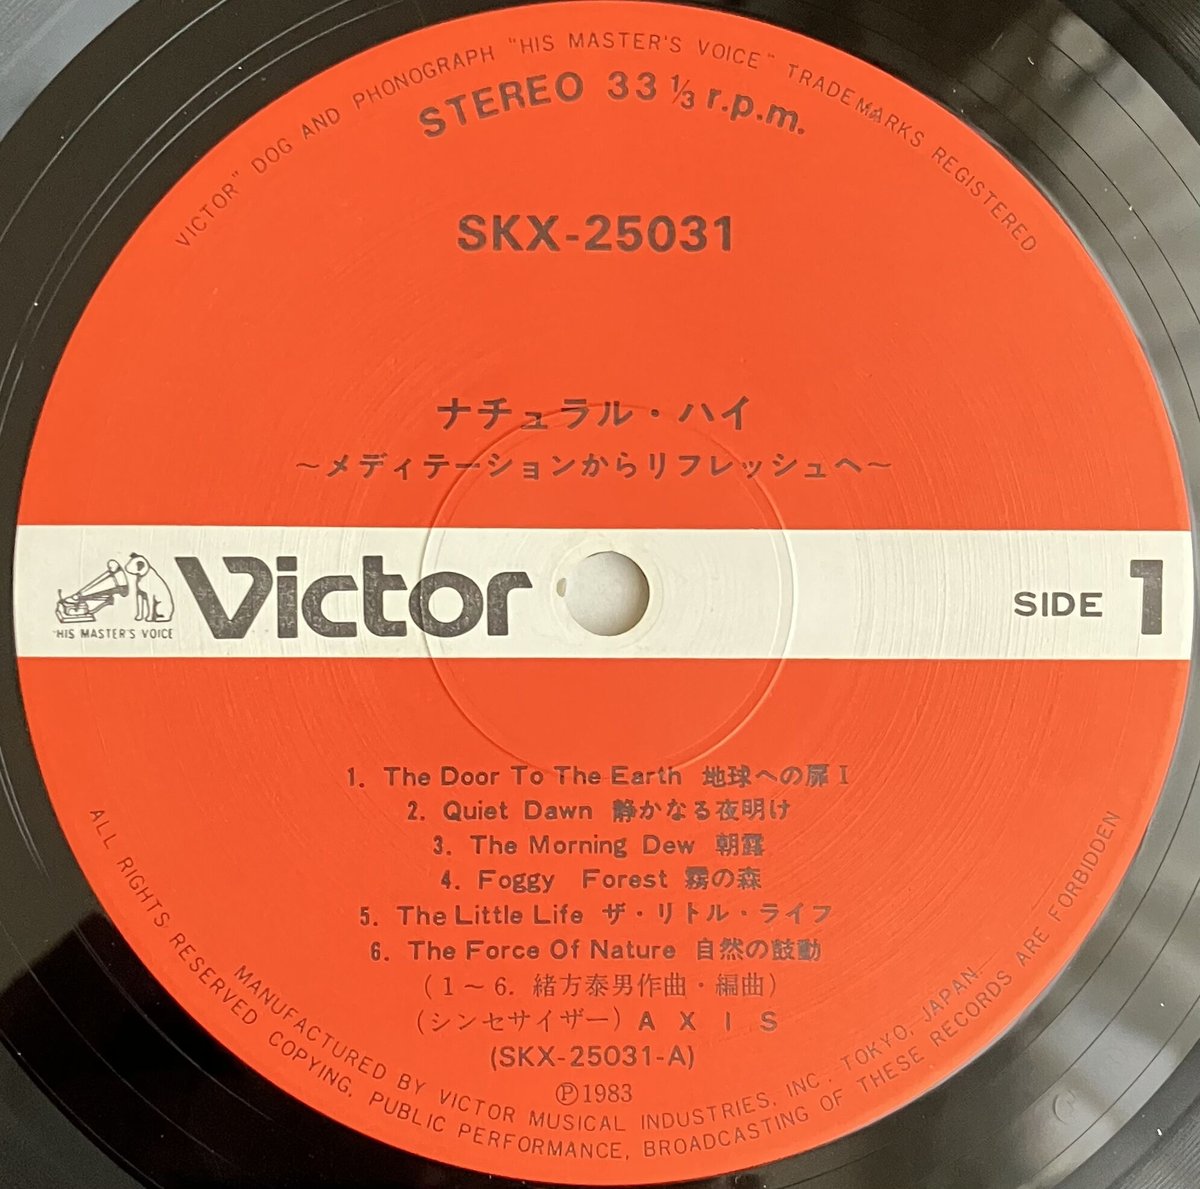 VICTOR" DOG AND PHONOGRAPH "HIS MASTER'S VOICE" TRADEMARKS REGISTERED
STEREO 33 1/3 r.p.m.
SKX-25031
ナチュラル・ハイ
〜メディテーションからリフレッシュへ〜
"HIS MASTER'S VOICE
Victor
SIDE 1
1. The Door To The Earth 地球への扉 I
2. Quiet Dawn 静かなる夜明け
3. The Morning Dew 朝露
4. Foggy Forest 霧の森
5. The Little Life ザ・リトル・ライフ
6. The Force Of Nature 自然の鼓動
(1〜6. 緒方泰男作曲・編曲)
(シンセサイザー) A X I S
(SKX-25031-A)
Ⓟ1983
MANUFACTURED BY VICTOR MUSICAL INDUSTRIES, INC. TOKYO, JAPAN.
ALL RIGHTS RESERVED COPYING, PUBLIC PERFORMANCE, BROADCASTING OF THESE RECORDS ARE FORBIDDEN